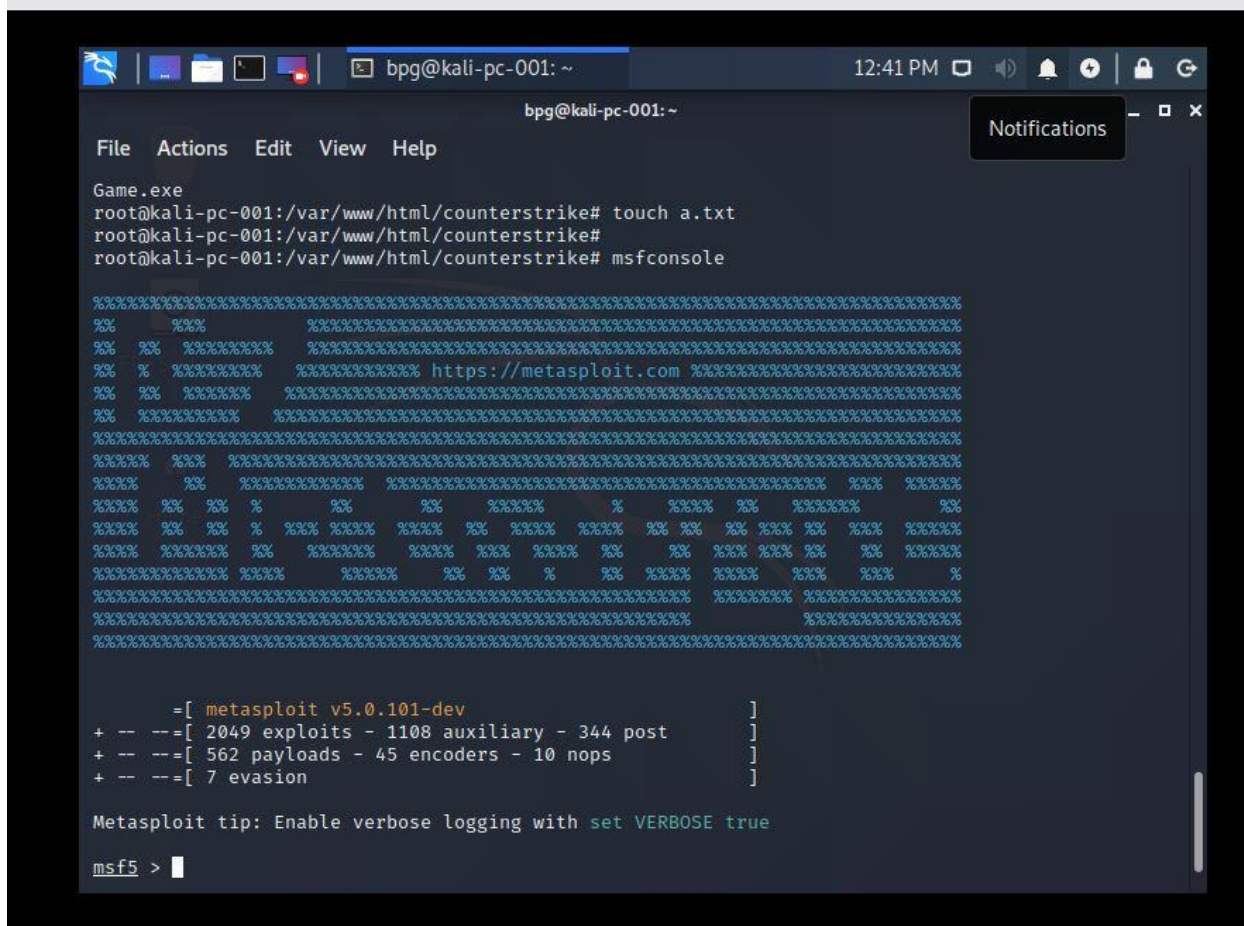 bpg@kali-pc-001: ~
12:41 PM
bpg@kali-pc-001: ~
Notifications
File Actions Edit View Help
Game.exe
root@kali-pc-001:/var/www/html/counterstrike# touch a.txt
root@kali-pc-001:/var/www/html/counterstrike#
root@kali-pc-001:/var/www/html/counterstrike# msfconsole
https://metasploit.com
=[ metasploit v5.0.101-dev ]
+ -- --=[ 2049 exploits - 1108 auxiliary - 344 post ]
+ -- --=[ 562 payloads - 45 encoders - 10 nops ]
+ -- --=[ 7 evasion ]
Metasploit tip: Enable verbose logging with set VERBOSE true
msf5 >